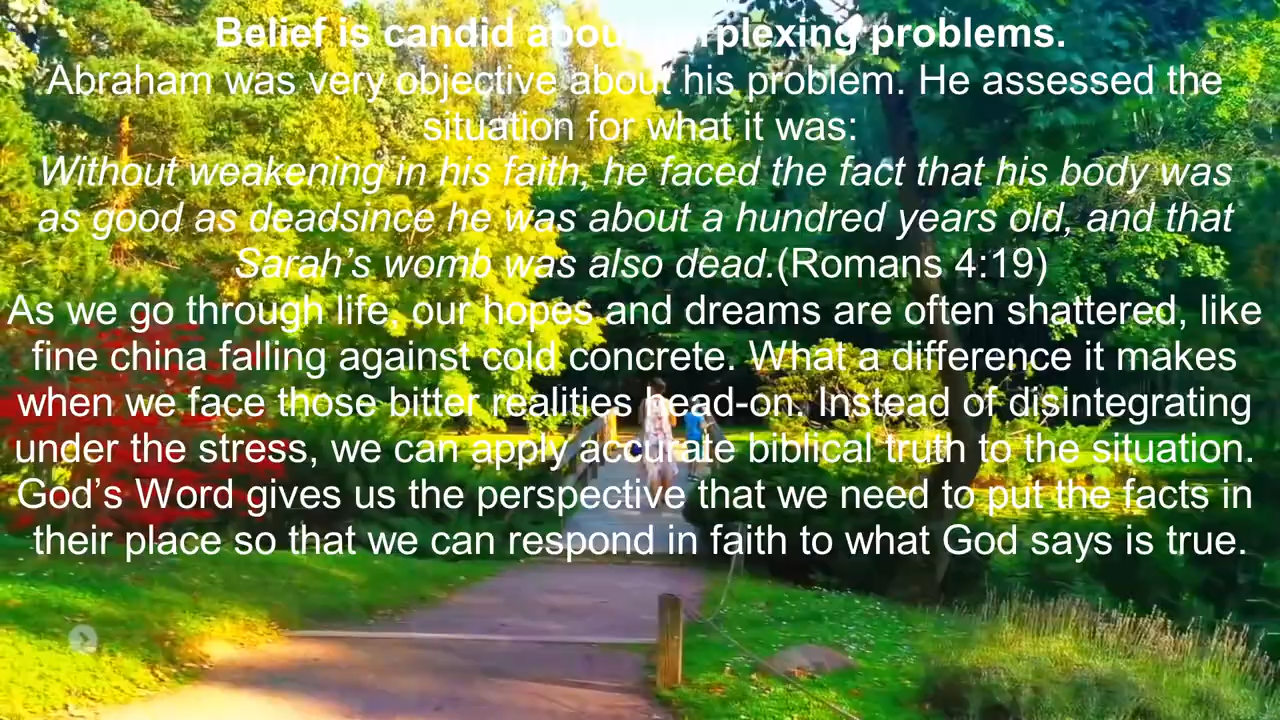 Belief is candid about perplexing problems.
Abraham was very objective about his problem. He assessed the
situation for what it was:
Without weakening in his faith, he faced the fact that his body was
as good as deadsince he was about a hundred years old, and that
Sarah’s womb was also dead.(Romans 4:19)
As we go through life, our hopes and dreams are often shattered, like
fine china falling against cold concrete. What a difference it makes
when we face those bitter realities head-on. Instead of disintegrating
under the stress, we can apply accurate biblical truth to the situation.
God’s Word gives us the perspective that we need to put the facts in
their place so that we can respond in faith to what God says is true.